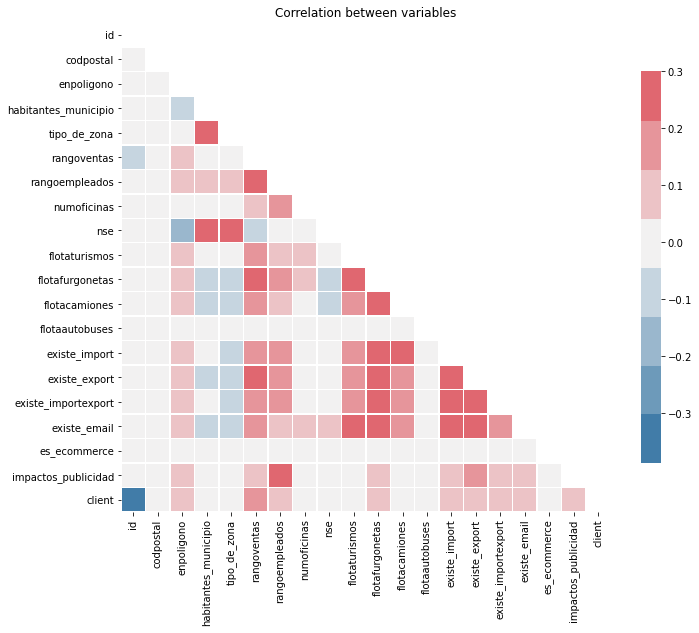 Correlation between variables
id
codpostal
enpoligono
habitantes_municipio
tipo_de_zona
rangoventas
rangoempleados
numoficinas
nse
flotaturismos
flotafurgonetas
flotacamiones
flotaautobuses
existe_import
existe_export
existe_importexport
existe_email
es_ecommerce
impactos_publicidad
client
id
codpostal
enpoligono
habitantes_municipio
tipo_de_zona
rangoventas
rangoempleados
numoficinas
nse
flotaturismos
flotafurgonetas
flotacamiones
flotaautobuses
existe_import
existe_export
existe_importexport
existe_email
es_ecommerce
impactos_publicidad
client
0.3
0.2
0.1
0.0
−0.1
−0.2
−0.3